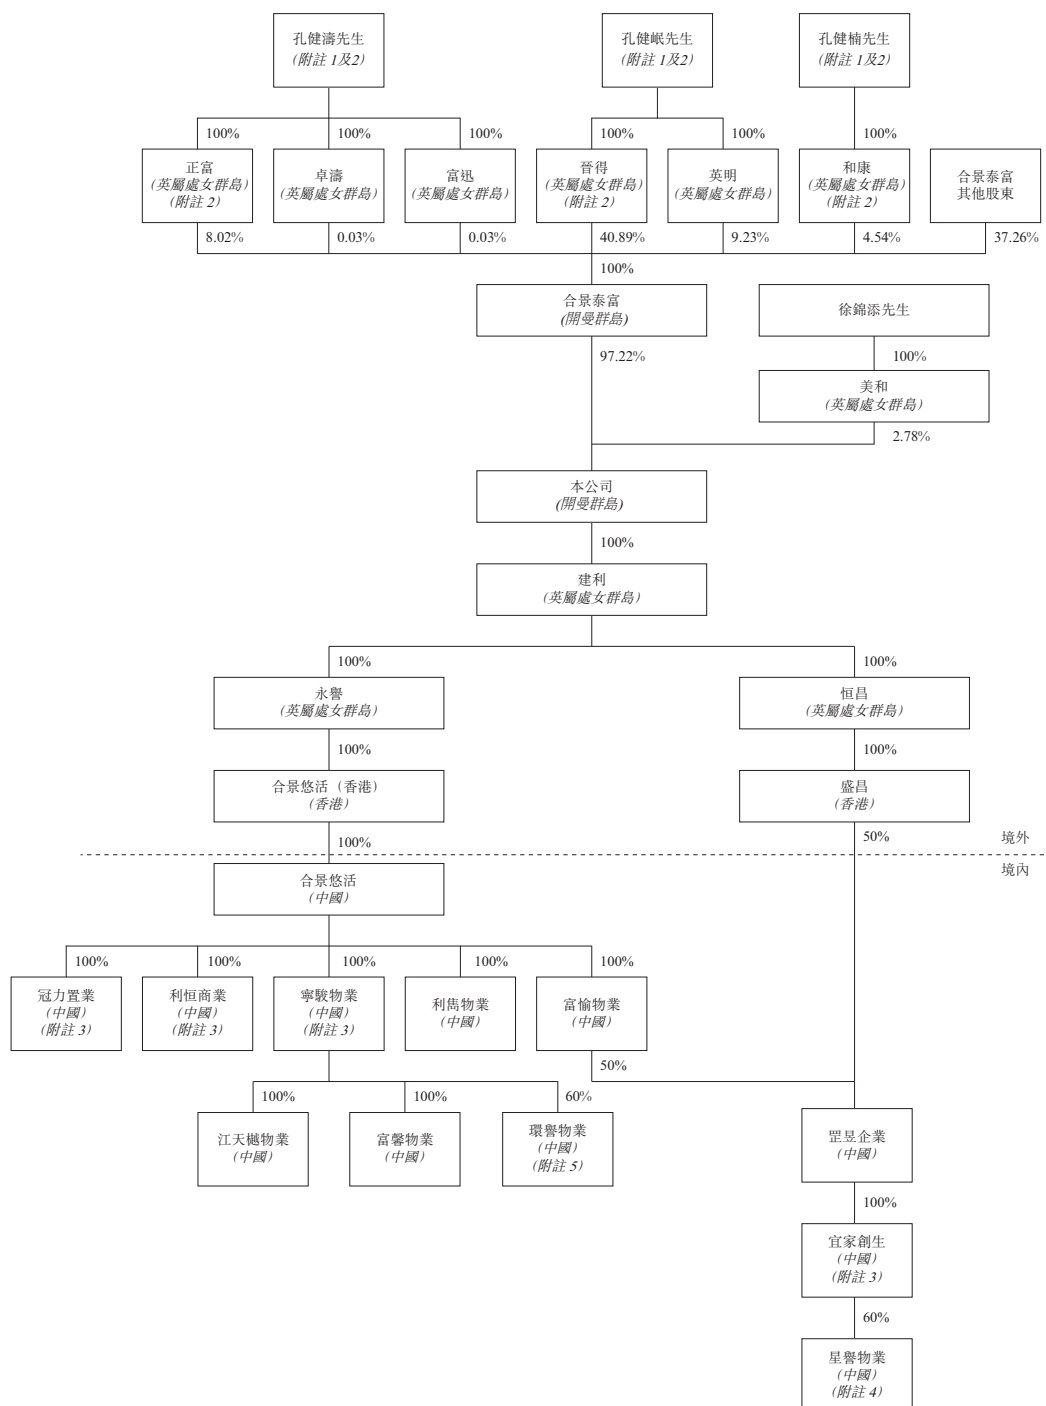 孔健濤先生
（附註 1及2）
孔健岷先生
（附註 1及2）
孔健楠先生
（附註 1及2）
100%
100%
100%
100%
100%
100%
正富
（英屬處女群島）
（附註 2）
卓濤
（英屬處女群島）
富迅
（英屬處女群島）
晉得
（英屬處女群島）
（附註 2）
英明
（英屬處女群島）
和康
（英屬處女群島）
（附註 2）
合景泰富
其他股東
8.02%
0.03%
0.03%
40.89%
9.23%
4.54%
37.26%
100%
合景泰富
（開曼群島）
徐錦添先生
97.22%
100%
美和
（英屬處女群島）
2.78%
本公司
（開曼群島）
100%
建利
（英屬處女群島）
100%
100%
永譽
（英屬處女群島）
恒昌
（英屬處女群島）
100%
100%
合景悠活（香港）
（香港）
盛昌
（香港）
100%
50%
境外
境內
合景悠活
（中國）
100%
100%
100%
100%
100%
冠力置業
（中國）
（附註 3）
利恒商業
（中國）
（附註 3）
寧駿物業
（中國）
（附註 3）
利雋物業
（中國）
富愉物業
（中國）
50%
100%
100%
60%
江天樾物業
（中國）
富馨物業
（中國）
環譽物業
（中國）
（附註 5）
罡昱企業
（中國）
100%
宜家創生
（中國）
（附註 3）
60%
星譽物業
（中國）
（附註 4）